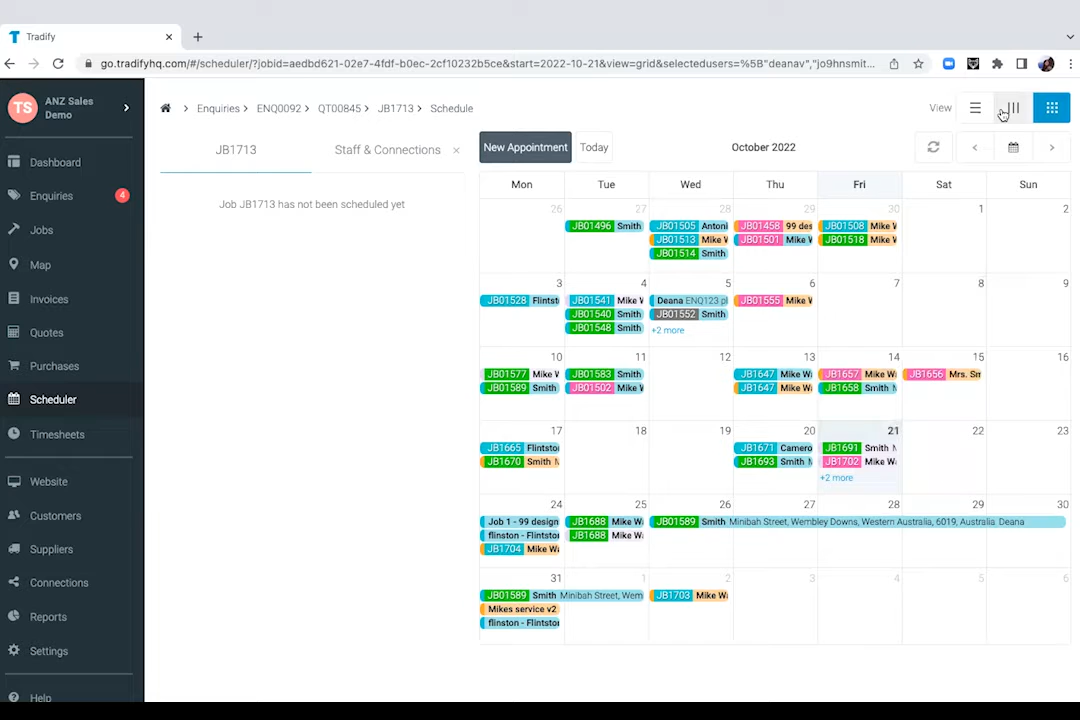 Tradify
go.tradifyhq.com/#/scheduler/?jobid=aedbd621-02e7-4fdf-b0ec-2cf10232b5ce&start=2022-10-21&view=grid&selectedusers=%5B"deanav","jo9hnsmit...
TS
ANZ Sales
Demo
Dashboard
Enquiries 4
Jobs
Map
Invoices
Quotes
Purchases
Scheduler
Timesheets
Website
Customers
Suppliers
Connections
Reports
Settings
Help
Enquiries > ENQ0092 > QT00845 > JB1713 > Schedule
View
JB1713
Staff & Connections ×
Job JB1713 has not been scheduled yet
New Appointment
Today
October 2022
Mon Tue Wed Thu Fri Sat Sun
26 27 28 29 30 1 2
JB01496 Smith JB01505 Antoni JB01458 99 des JB01508 Mike
JB01513 Mike JB01501 Mike JB01518 Mike
JB01514 Smith
3 4 5 6 7 8 9
JB01528 Flintst JB01541 Mike Deana ENQ123 JB01555 Mike
JB01540 Smith JB01552 Smith
JB01548 Smith +2 more
10 11 12 13 14 15 16
JB01577 Mike JB01583 Smith JB1647 Mike JB1657 Mike JB1656 Mrs.
JB01589 Smith JB01502 Mike JB1647 Mike JB1658 Smith
17 18 19 20 21 22 23
JB1665 Flintsto JB1671 Camero JB1691 Smith
JB1670 Smith JB1693 Smith JB1702 Mike
+2 more
24 25 26 27 28 29 30
Job 1 - 99 design JB1688 Mike JB01589 Smith Minibah Street, Wembley Downs, Western Australia, 6019, Australia Deana
flinston - Flintsto JB1688 Mike
JB1704 Mike
31 1 2 3 4 5 6
JB01589 Smith Minibah Street, Wem JB1703 Mike
Mikes service v2
flinston - Flintsto